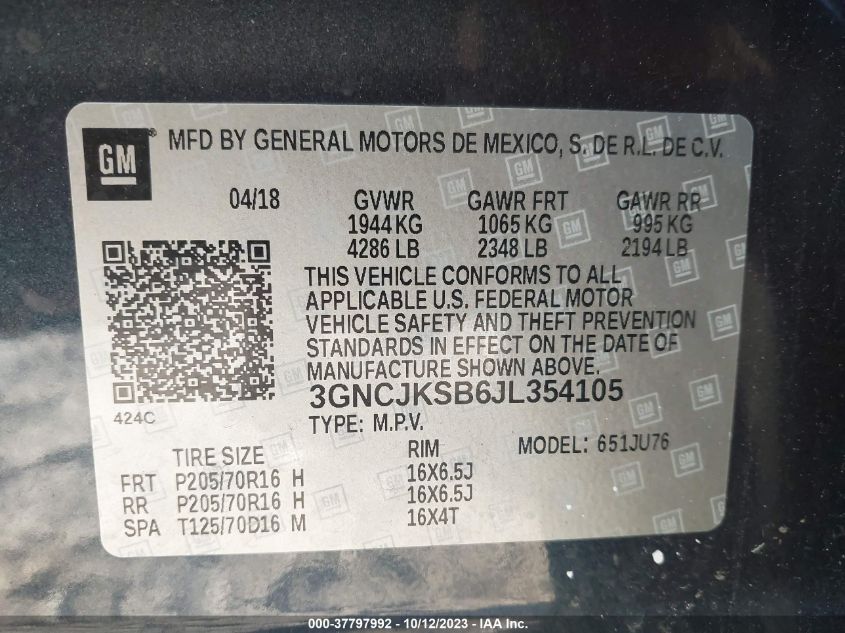 GM
MFD BY GENERAL MOTORS DE MEXICO, S. DE R.L. DE C.V.
04/18 GVWR GAWR FRT GAWR RR
1944 KG 1065 KG 995 KG
4286 LB 2348 LB 2194 LB
THIS VEHICLE CONFORMS TO ALL
APPLICABLE U.S. FEDERAL MOTOR
VEHICLE SAFETY AND THEFT PREVENTION
STANDARDS IN EFFECT ON THE DATE OF
MANUFACTURE SHOWN ABOVE.
3GNCJKSB6JL354105
424C
TYPE: M.P.V.
MODEL: 651JU76
TIRE SIZE RIM
FRT P205/70R16 H 16X6.5J
RR P205/70R16 H 16X6.5J
SPA T125/70D16 M 16X4T
000-37797992 - 10/12/2023 - IAA Inc.